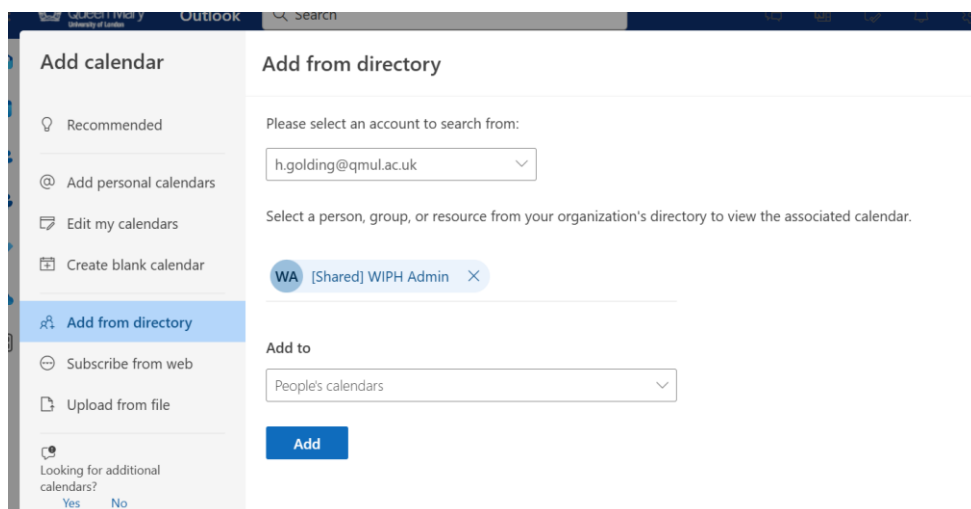 Queen Mary
University of London
Outlook
Search
Add calendar
Recommended
Add personal calendars
Edit my calendars
Create blank calendar
Add from directory
Subscribe from web
Upload from file
Looking for additional
calendars?
Yes No
Add from directory
Please select an account to search from:
h.golding@qmul.ac.uk
Select a person, group, or resource from your organization's directory to view the associated calendar.
WA [Shared] WIPH Admin
Add to
People's calendars
Add